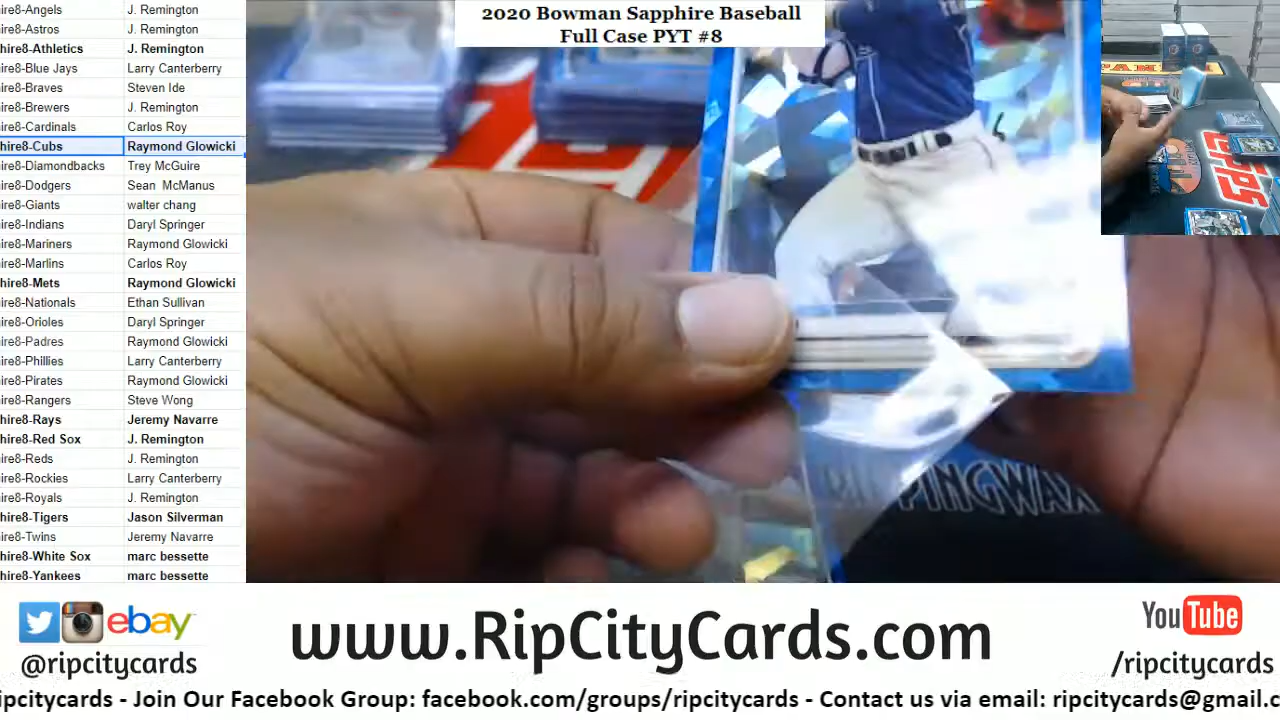 2020 Bowman Sapphire Baseball
Full Case PYT #8
ire8-Angels J. Remington
ire8-Astros J. Remington
hire8-Athletics J. Remington
ire8-Blue Jays Larry Canterberry
ire8-Braves Steven Ide
ire8-Brewers J. Remington
ire8-Cardinals Carlos Roy
hire8-Cubs Raymond Glowicki
ire8-Diamondbacks Trey McGuire
ire8-Dodgers Sean McManus
ire8-Giants walter chang
ire8-Indians Daryl Springer
ire8-Mariners Raymond Glowicki
ire8-Marlins Carlos Roy
hire8-Mets Raymond Glowicki
ire8-Nationals Ethan Sullivan
ire8-Orioles Daryl Springer
ire8-Padres Raymond Glowicki
ire8-Phillies Larry Canterberry
ire8-Pirates Raymond Glowicki
ire8-Rangers Steve Wong
hire8-Rays Jeremy Navarre
hire8-Red Sox J. Remington
ire8-Reds J. Remington
ire8-Rockies Larry Canterberry
ire8-Royals J. Remington
hire8-Tigers Jason Silverman
ire8-Twins Jeremy Navarre
hire8-White Sox marc bessette
hire8-Yankees marc bessette
TOPPS
RIPPINGWAX
ebay
@ripcitycards
www.RipCityCards.com
YouTube
/ripcitycards
ipcitycards - Join Our Facebook Group: facebook.com/groups/ripcitycards - Contact us via email: ripcitycards@gmail.c